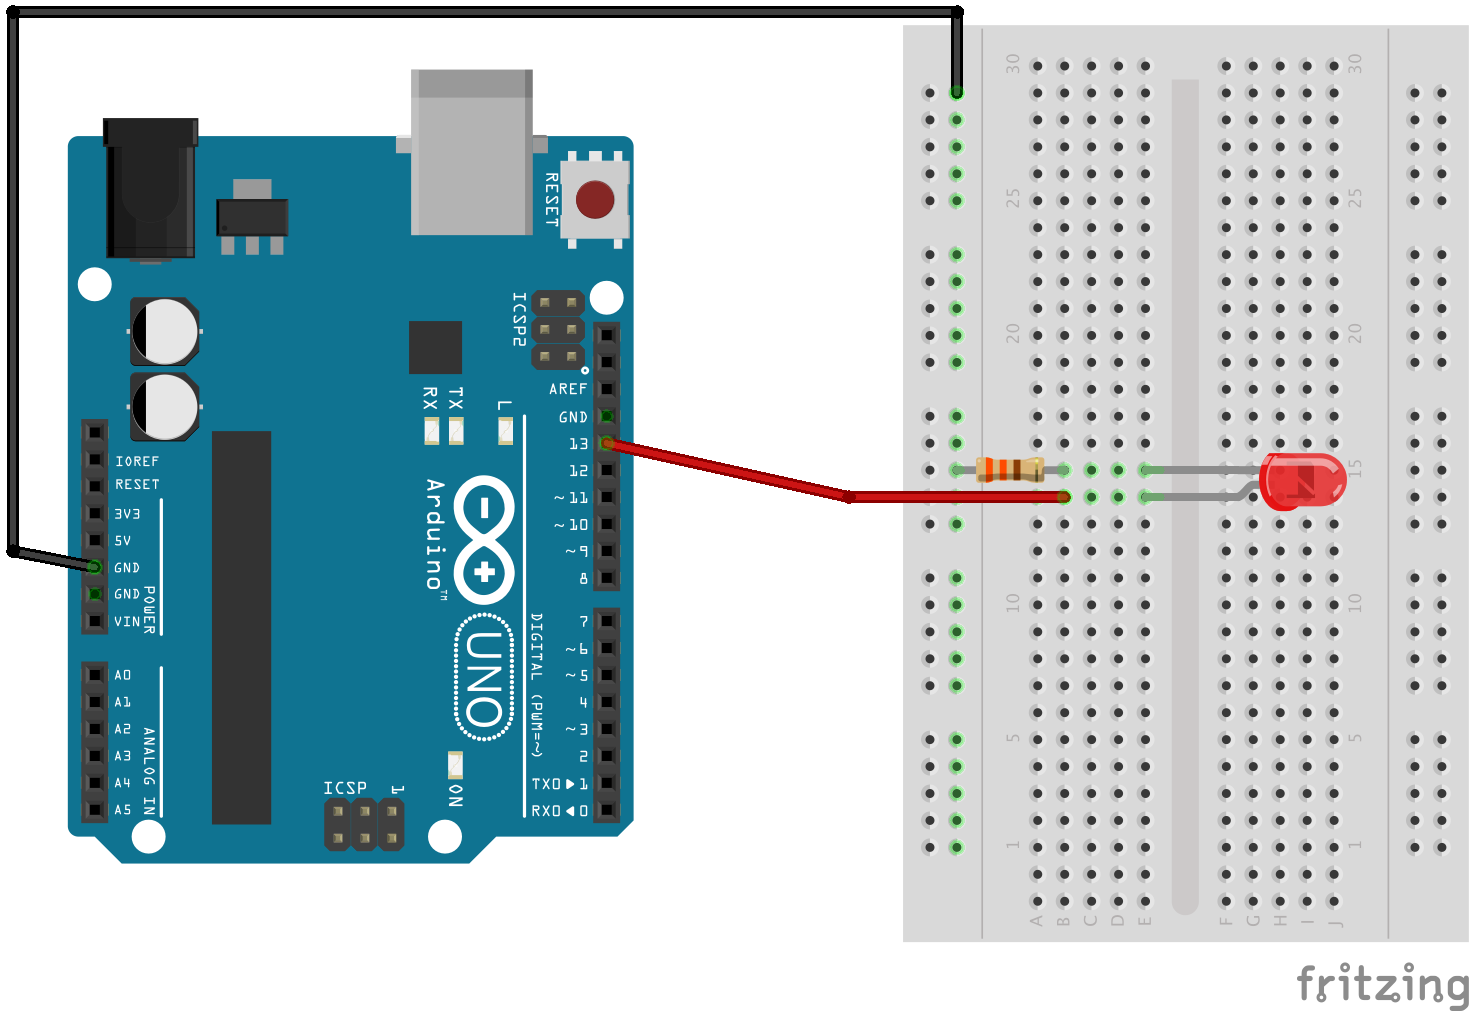 RESET
ICSP2
AREF
GND
13
12
~11
~10
~9
8
7
~6
~5
4
~3
2
TX0▶1
RX0◀0
RX
TX
L
IOREF
RESET
3V3
5V
GND
GND
VIN
POWER
A0
A1
A2
A3
A4
A5
ANALOG IN
Arduino™
UNO
DIGITAL (PWM=~)
ICSP
1
ON
30
25
20
15
10
5
1
30
25
20
15
10
5
1
A B C D E
F G H I J
fritzing